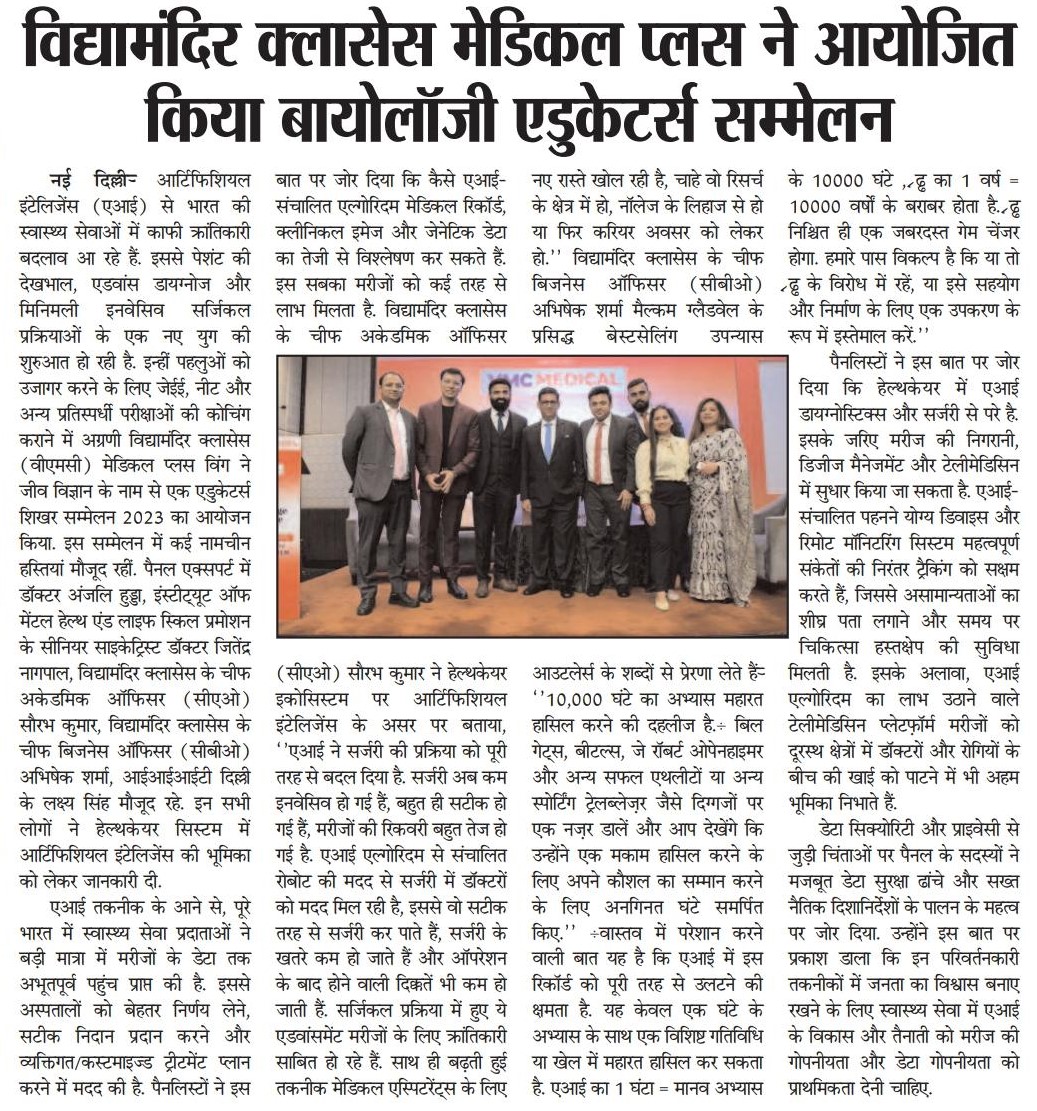 विद्यामंदिर क्लासेस मेडिकल प्लस ने आयोजित
किया बायोलॉजी एडुकेटर्स सम्मेलन
नई दिल्ली- आर्टिफिशियल
इंटेलिजेंस (एआई) से भारत की
स्वास्थ्य सेवाओं में काफी क्रांतिकारी
बदलाव आ रहे हैं. इससे पेशेंट की
देखभाल, एडवांस डायग्नोज और
मिनिमली इनवेसिव सर्जिकल
प्रक्रियाओं के एक नए युग की
शुरुआत हो रही है. इन्हीं पहलुओं को
उजागर करने के लिए जेईई, नीट और
अन्य प्रतिस्पर्धी परीक्षाओं की कोचिंग
कराने में अग्रणी विद्यामंदिर क्लासेस
(वीएमसी) मेडिकल प्लस विंग ने
जीव विज्ञान के नाम से एक एडुकेटर्स
शिखर सम्मेलन 2023 का आयोजन
किया. इस सम्मेलन में कई नामचीन
हस्तियां मौजूद रहीं. पैनल एक्सपर्ट में
डॉक्टर अंजलि हुड्डा, इंस्टीट्यूट ऑफ
मेंटल हेल्थ एंड लाइफ स्किल प्रमोशन
के सीनियर साइकेट्रिस्ट डॉक्टर जितेंद्र
नागपाल, विद्यामंदिर क्लासेस के चीफ
अकेडमिक ऑफिसर (सीएओ)
सौरभ कुमार, विद्यामंदिर क्लासेस के
चीफ बिजनेस ऑफिसर (सीबीओ)
अभिषेक शर्मा, आईआईआईटी दिल्ली
के लक्ष्य सिंह मौजूद रहे. इन सभी
लोगों ने हेल्थकेयर सिस्टम में
आर्टिफिशियल इंटेलिजेंस की भूमिका
को लेकर जानकारी दी.
एआई तकनीक के आने से, पूरे
भारत में स्वास्थ्य सेवा प्रदाताओं ने
बड़ी मात्रा में मरीजों के डेटा तक
अभूतपूर्व पहुंच प्राप्त की है. इससे
अस्पतालों को बेहतर निर्णय लेने,
सटीक निदान प्रदान करने और
व्यक्तिगत/कस्टमाइज्ड ट्रीटमेंट प्लान
करने में मदद की है. पैनलिस्टों ने इस
बात पर जोर दिया कि कैसे एआई-
संचालित एल्गोरिदम मेडिकल रिकॉर्ड,
क्लीनिकल इमेज और जेनेटिक डेटा
का तेजी से विश्लेषण कर सकते हैं.
इस सबका मरीजों को कई तरह से
लाभ मिलता है. विद्यामंदिर क्लासेस
के चीफ अकेडमिक ऑफिसर
VMC MEDICAL
(सीएओ) सौरभ कुमार ने हेल्थकेयर
इकोसिस्टम पर आर्टिफिशियल
इंटेलिजेंस के असर पर बताया,
''एआई ने सर्जरी की प्रक्रिया को पूरी
तरह से बदल दिया है. सर्जरी अब कम
इनवेसिव हो गई हैं, बहुत ही सटीक हो
गई हैं, मरीजों की रिकवरी बहुत तेज हो
गई है. एआई एल्गोरिदम से संचालित
रोबोट की मदद से सर्जरी में डॉक्टरों
को मदद मिल रही है, इससे वो सटीक
तरह से सर्जरी कर पाते हैं, सर्जरी के
खतरे कम हो जाते हैं और ऑपरेशन
के बाद होने वाली दिक्कतें भी कम हो
जाती हैं. सर्जिकल प्रक्रिया में हुए ये
एडवांसमेंट मरीजों के लिए क्रांतिकारी
साबित हो रहे हैं. साथ ही बढ़ती हुई
तकनीक मेडिकल एस्पिटरेंट्स के लिए
नए रास्ते खोल रही है, चाहे वो रिसर्च
के क्षेत्र में हो, नॉलेज के लिहाज से हो
या फिर करियर अवसर को लेकर
हो.'' विद्यामंदिर क्लासेस के चीफ
बिजनेस ऑफिसर (सीबीओ)
अभिषेक शर्मा मैल्कम ग्लैडवेल के
प्रसिद्ध बेस्टसेलिंग उपन्यास
आउटलेर्स के शब्दों से प्रेरणा लेते हैं-
''10,000 घंटे का अभ्यास महारत
हासिल करने की दहलीज है.÷ बिल
गेट्स, बीटल्स, जे रॉबर्ट ओपेनहाइमर
और अन्य सफल एथलीटों या अन्य
स्पोर्टिंग ट्रेलब्लेज़र जैसे दिग्गजों पर
एक नज़र डालें और आप देखेंगे कि
उन्होंने एक मकाम हासिल करने के
लिए अपने कौशल का सम्मान करने
के लिए अनगिनत घंटे समर्पित
किए.'' ÷वास्तव में परेशान करने
वाली बात यह है कि एआई में इस
रिकॉर्ड को पूरी तरह से उलटने की
क्षमता है. यह केवल एक घंटे के
अभ्यास के साथ एक विशिष्ट गतिविधि
या खेल में महारत हासिल कर सकता
है. एआई का 1 घंटा = मानव अभ्यास
के 10000 घंटे ,ढ्ढ का 1 वर्ष =
10000 वर्षों के बराबर होता है.ढ्ढ
निश्चित ही एक जबरदस्त गेम चेंजर
होगा. हमारे पास विकल्प है कि या तो
ढ्ढ के विरोध में रहें, या इसे सहयोग
और निर्माण के लिए एक उपकरण के
रूप में इस्तेमाल करें.''
पैनलिस्टों ने इस बात पर जोर
दिया कि हेल्थकेयर में एआई
डायग्नोस्टिक्स और सर्जरी से परे है.
इसके जरिए मरीज की निगरानी,
डिजीज मैनेजमेंट और टेलीमेडिसिन
में सुधार किया जा सकता है. एआई-
संचालित पहनने योग्य डिवाइस और
रिमोट मॉनिटरिंग सिस्टम महत्वपूर्ण
संकेतों की निरंतर ट्रैकिंग को सक्षम
करते हैं, जिससे असामान्यताओं का
शीघ्र पता लगाने और समय पर
चिकित्सा हस्तक्षेप की सुविधा
मिलती है. इसके अलावा, एआई
एल्गोरिदम का लाभ उठाने वाले
टेलीमेडिसिन प्लेटफ़ॉर्म मरीजों को
दूरस्थ क्षेत्रों में डॉक्टरों और रोगियों के
बीच की खाई को पाटने में भी अहम
भूमिका निभाते हैं.
डेटा सिक्योरिटी और प्राइवेसी से
जुड़ी चिंताओं पर पैनल के सदस्यों ने
मजबूत डेटा सुरक्षा ढांचे और सख्त
नैतिक दिशानिर्देशों के पालन के महत्व
पर जोर दिया. उन्होंने इस बात पर
प्रकाश डाला कि इन परिवर्तनकारी
तकनीकों में जनता का विश्वास बनाए
रखने के लिए स्वास्थ्य सेवा में एआई
के विकास और तैनाती को मरीज की
गोपनीयता और डेटा गोपनीयता को
प्राथमिकता देनी चाहिए.